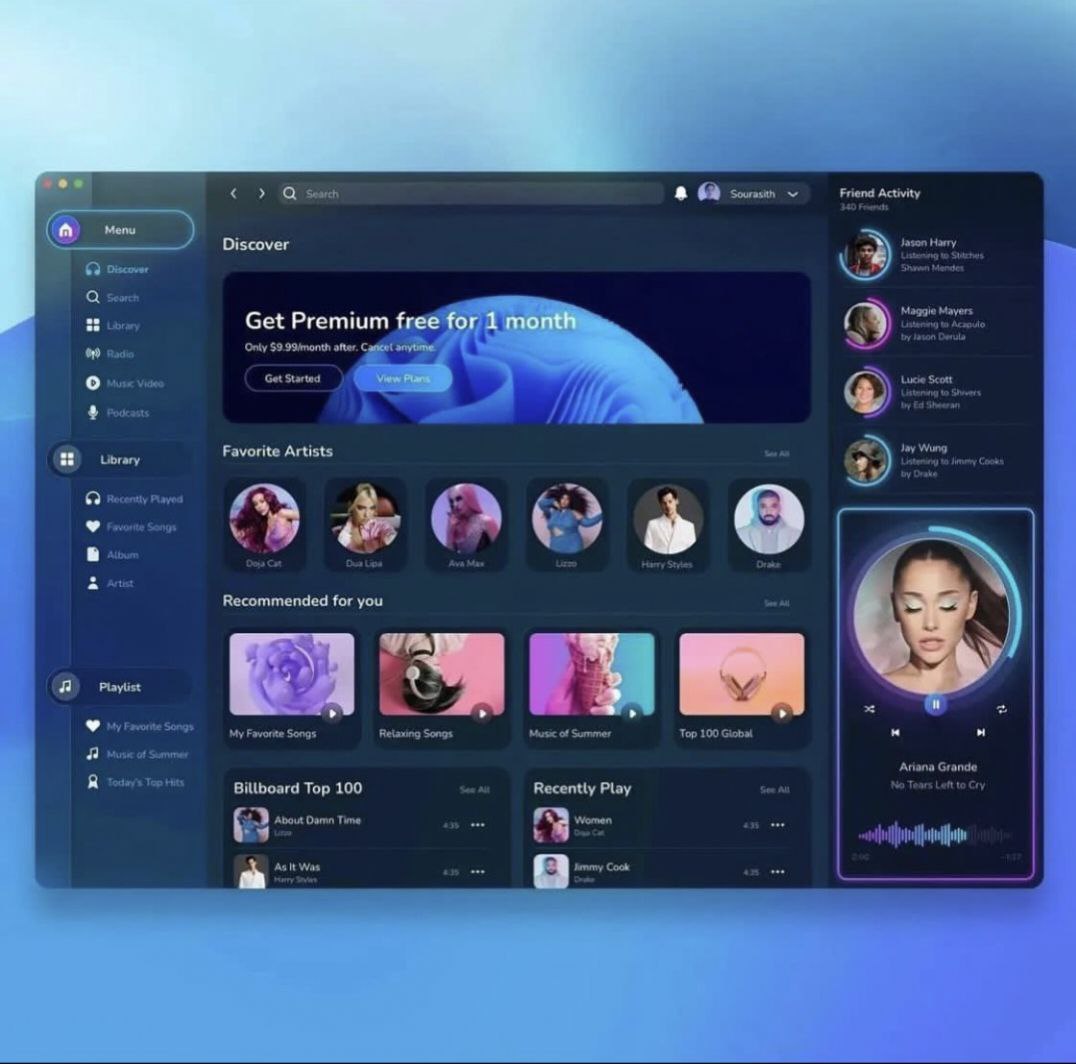 Menu
Discover
Search
Library
Radio
Music Video
Podcasts
Library
Recently Played
Favorite Songs
Album
Artist
Playlist
My Favorite Songs
Music of Summer
Today's Top Hits
Search
Sourasith
Discover
Get Premium free for 1 month
Only $9.99/month after. Cancel anytime.
Get Started
View Plans
Favorite Artists
See All
Doja Cat
Dua Lipa
Ava Max
Lizzo
Harry Styles
Drake
Recommended for you
See All
My Favorite Songs
Relaxing Songs
Music of Summer
Top 100 Global
Billboard Top 100
See All
About Damn Time
Lizzo
4:35
As It Was
Harry Styles
4:35
Recently Play
See All
Women
Doja Cat
4:35
Jimmy Cook
Drake
4:35
Friend Activity
340 Friends
Jason Harry
Listening to Stitches
Shawn Mendes
Maggie Mayers
Listening to Acapulo
by Jason Derula
Lucie Scott
Listening to Shivers
by Ed Sheeran
Jay Wung
Listening to Jimmy Cooks
by Drake
Ariana Grande
No Tears Left to Cry
2:00